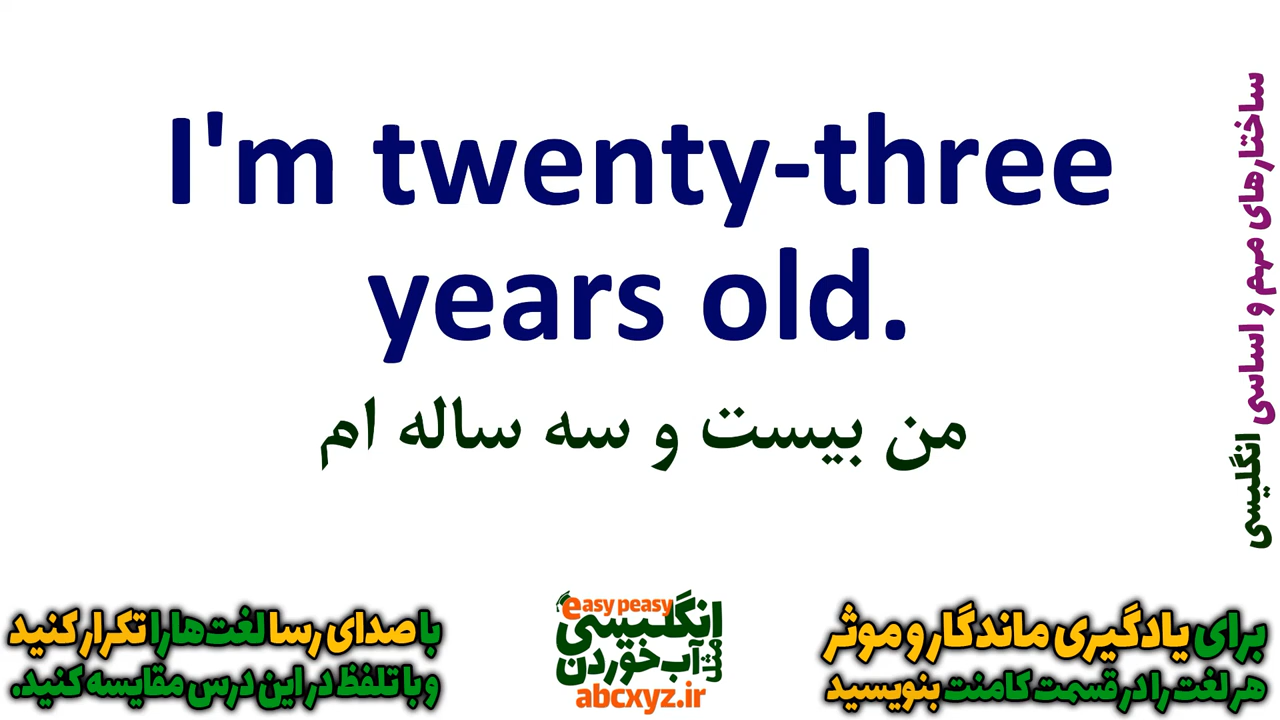 I'm twenty-three
years old.
من بیست و سه ساله ام
ساختارهای مهم و اساسی انگلیسی
برای یادگیری ماندگار و موثر
هر لغت را در قسمت کامنت بنویسید
easy peasy
انگلیسی
مثل آب خوردن
abcxyz.ir
با صدای رسا لغت‌ها را تکرار کنید
و با تلفظ در این درس مقایسه کنید.